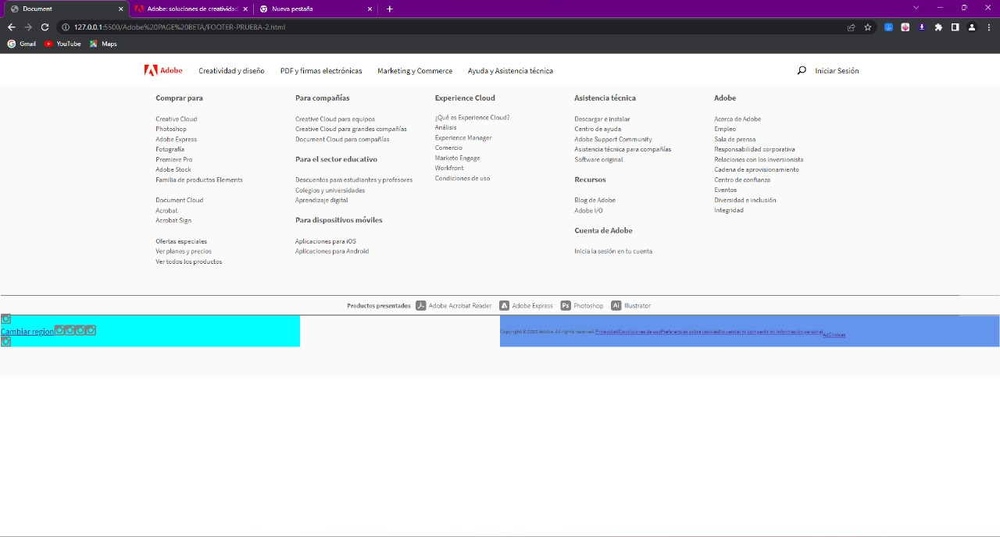 Document
Adobe: soluciones de creatividad
Nueva pestaña
127.0.0.1:5500/Adobe%20PAGE%20BETA/FOOTER-PRUEBA-2.html
Gmail
YouTube
Maps
Adobe
Creatividad y diseño
PDF y firmas electrónicas
Marketing y Commerce
Ayuda y Asistencia técnica
Iniciar Sesión
Comprar para
Creative Cloud
Photoshop
Adobe Express
Fotografía
Premiere Pro
Adobe Stock
Familia de productos Elements
Document Cloud
Acrobat
Acrobat Sign
Ofertas especiales
Ver planes y precios
Ver todos los productos
Para compañías
Creative Cloud para equipos
Creative Cloud para grandes compañías
Document Cloud para compañías
Para el sector educativo
Descuentos para estudiantes y profesores
Colegios y universidades
Aprendizaje digital
Para dispositivos móviles
Aplicaciones para iOS
Aplicaciones para Android
Experience Cloud
¿Qué es Experience Cloud?
Análisis
Experience Manager
Comercio
Marketo Engage
Workfront
Condiciones de uso
Asistencia técnica
Descargar e instalar
Centro de ayuda
Adobe Support Community
Asistencia técnica para compañías
Software original
Recursos
Blog de Adobe
Adobe I/O
Cuenta de Adobe
Inicia la sesión en tu cuenta
Adobe
Acerca de Adobe
Empleo
Sala de prensa
Responsabilidad corporativa
Relaciones con los inversionista
Cadena de aprovisionamiento
Centro de confianza
Eventos
Diversidad e inclusión
Integridad
Productos presentados
Adobe Acrobat Reader
Adobe Express
Ps Photoshop
Ai Illustrator
Cambiar region
Copyright © 2023 Adobe. All rights reserved. PrivacidadCondiciones de usoPreferencias sobre cookiesNo vender ni compartir mi información personal
AdChoices